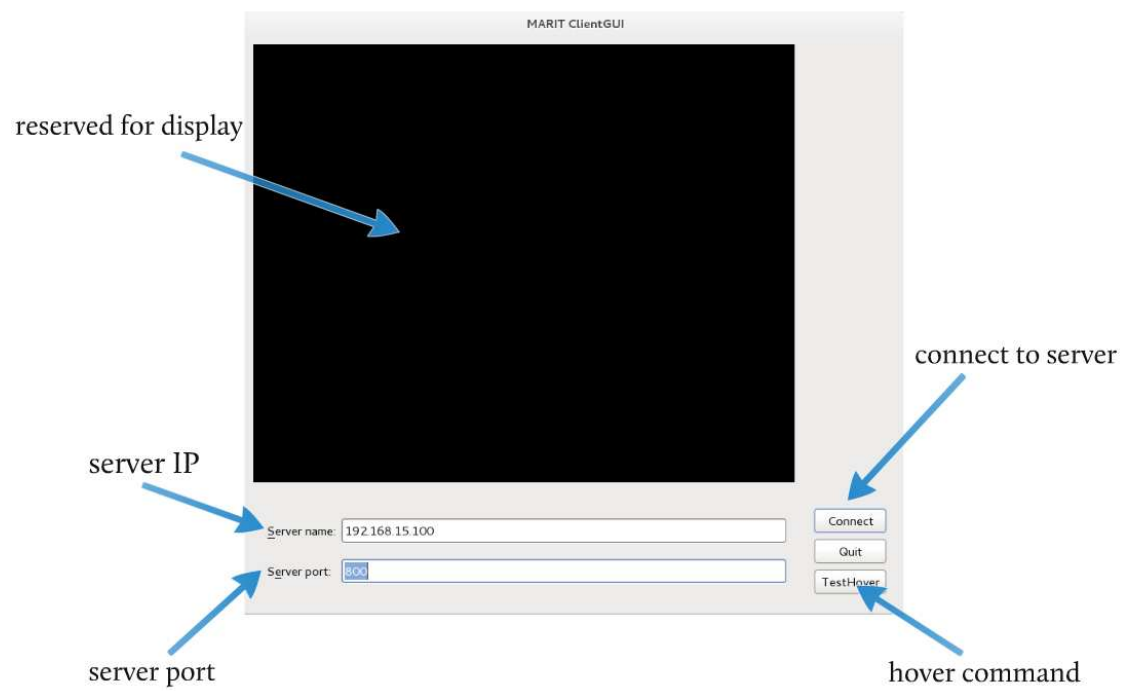 MARIT ClientGUI
reserved for display
connect to server
server IP
Server name: 192.168.15.100
Connect
Quit
Server port: 800
TestHover
server port
hover command